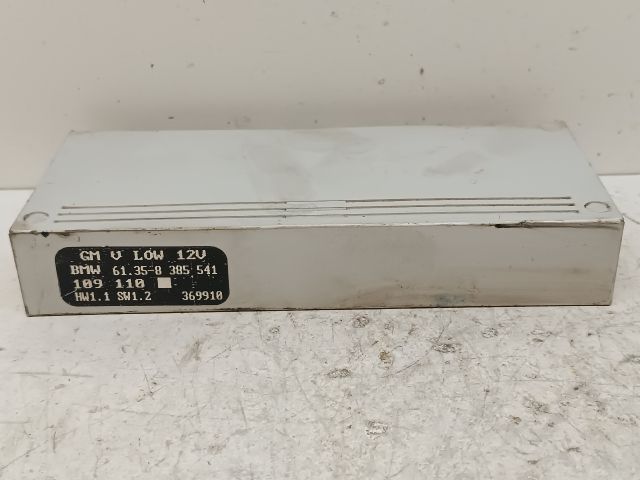 GM V LOW 12V
BMW 61.35-8 385 541
109 110
HW1.1 SW1.2 369910